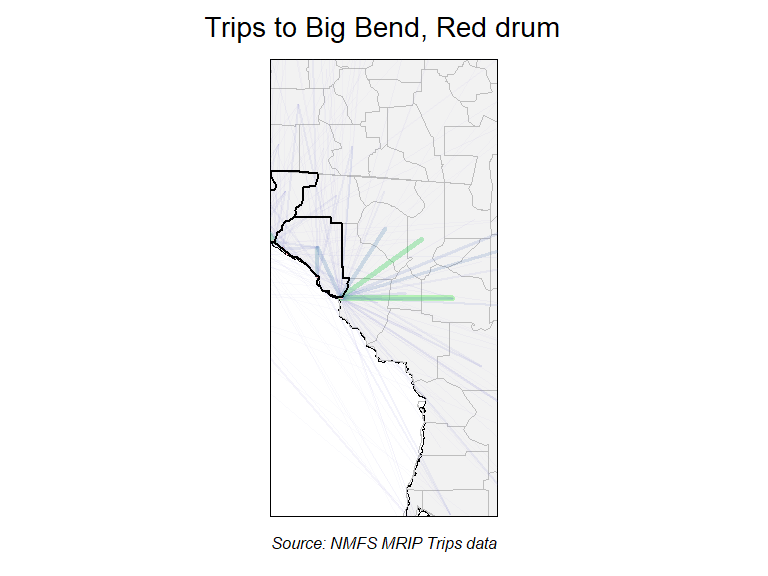 Trips to Big Bend, Red drum
Source: NMFS MRIP Trips data